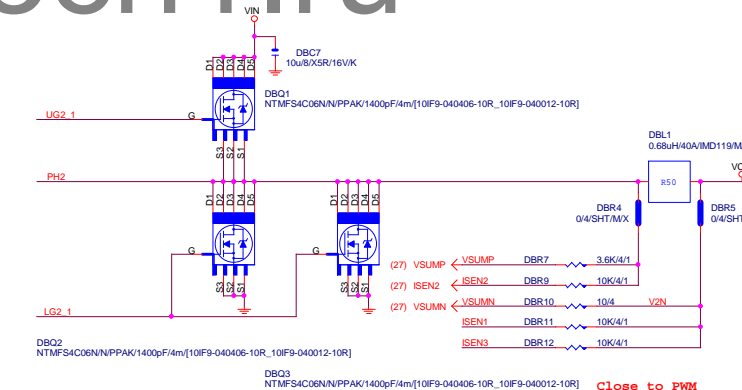 VIN
DBC7
10u/8/X5R/16V/K
D1
D2
D3
D4
D5
DBQ1
NTMFS4C06N/N/PPAK/1400pF/4m/[10IF9-040406-10R_10IF9-040012-10R]
UG2_1
G
S3
S2
S1
DBL1
0.68uH/40A/IMD119/M
PH2
R50
D1
D2
D3
D4
D5
D1
D2
D3
D4
D5
DBR4
0/4/SHT/M/X
DBR5
0/4/SHT
G
G
(27) VSUMP
VSUMP
DBR7
3.6K/4/1
(27) ISEN2
ISEN2
DBR9
10K/4/1
(27) VSUMN
VSUMN
DBR10
10/4
V2N
S3
S2
S1
S3
S2
S1
LG2_1
ISEN1
DBR11
10K/4/1
ISEN3
DBR12
10K/4/1
DBQ2
NTMFS4C06N/N/PPAK/1400pF/4m/[10IF9-040406-10R_10IF9-040012-10R]
DBQ3
NTMFS4C06N/N/PPAK/1400pF/4m/[10IF9-040406-10R_10IF9-040012-10R]
Close to PWM